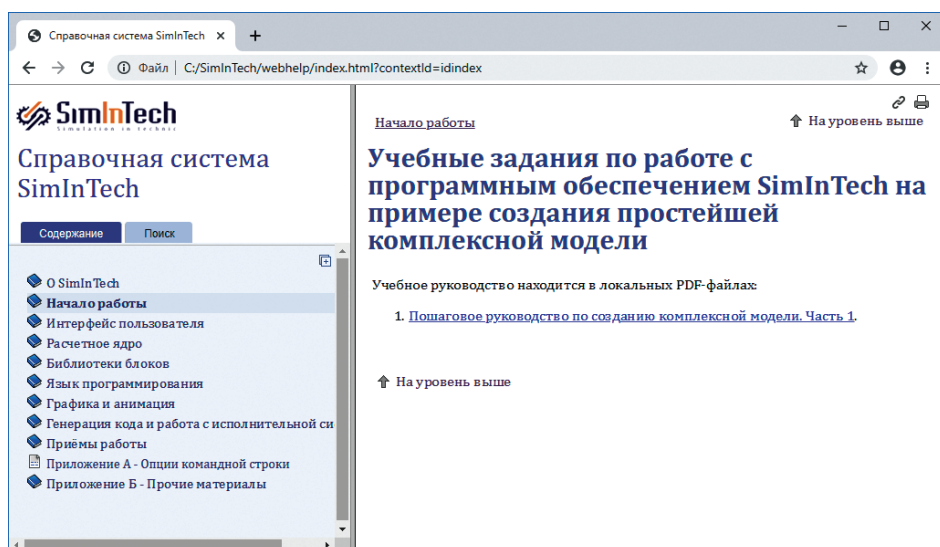 Справочная система SimInTech
Файл | C:/SimInTech/webhelp/index.html?contextId=idindex
SimInTech
Simulation in technic
Справочная система
SimInTech
Содержание
Поиск
О SimInTech
Начало работы
Интерфейс пользователя
Расчетное ядро
Библиотеки блоков
Язык программирования
Графика и анимация
Генерация кода и работа с исполнительной си
Приёмы работы
Приложение А - Опции командной строки
Приложение Б - Прочие материалы
Начало работы
На уровень выше
Учебные задания по работе с
программным обеспечением SimInTech на
примере создания простейшей
комплексной модели
Учебное руководство находится в локальных PDF-файлах:
1. Пошаговое руководство по созданию комплексной модели. Часть 1.
На уровень выше